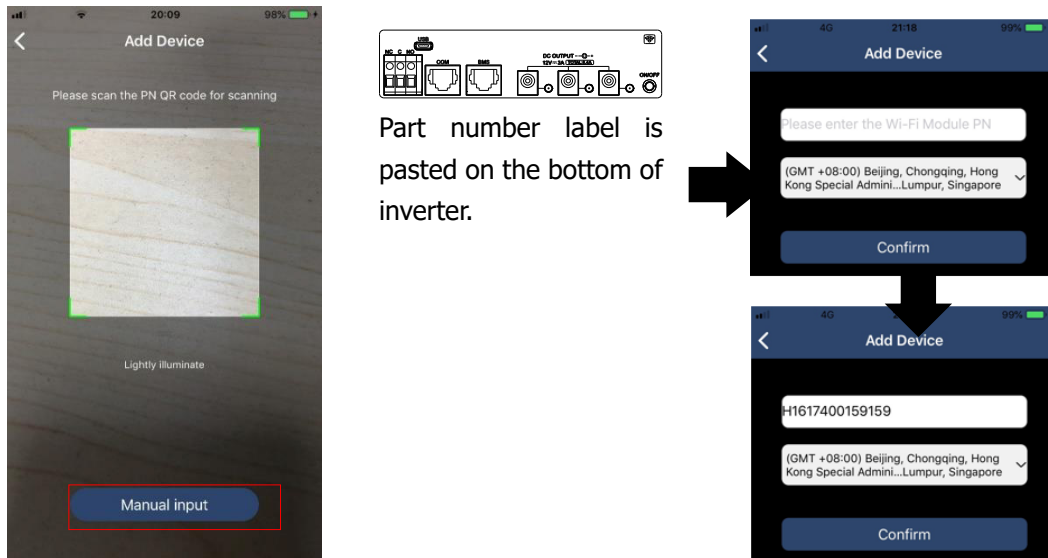 20:09
98%
Add Device
Please scan the PN QR code for scanning
Lightly illuminate
Manual input
USB
NC C NO
COM
BMS
DC OUTPUT
ON/OFF
Part number label is
pasted on the bottom of
inverter.
4G
21:18
99%
Add Device
Please enter the Wi-Fi Module PN
(GMT +08:00) Beijing, Chongqing, Hong
Kong Special Admini...Lumpur, Singapore
Confirm
4G
99%
Add Device
H1617400159159
(GMT +08:00) Beijing, Chongqing, Hong
Kong Special Admini...Lumpur, Singapore
Confirm